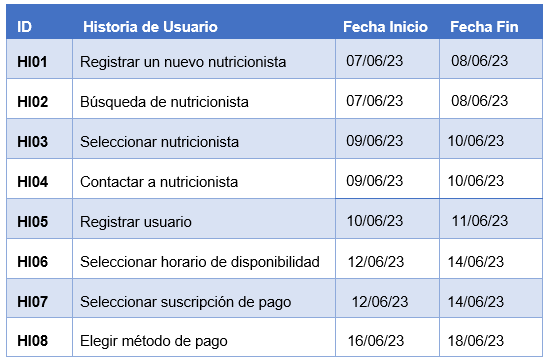 ID Historia de Usuario Fecha Inicio Fecha Fin
HI01 Registrar un nuevo nutricionista 07/06/23 08/06/23
HI02 Búsqueda de nutricionista 07/06/23 08/06/23
HI03 Seleccionar nutricionista 09/06/23 10/06/23
HI04 Contactar a nutricionista 09/06/23 10/06/23
HI05 Registrar usuario 10/06/23 11/06/23
HI06 Seleccionar horario de disponibilidad 12/06/23 14/06/23
HI07 Seleccionar suscripción de pago 12/06/23 14/06/23
HI08 Elegir método de pago 16/06/23 18/06/23